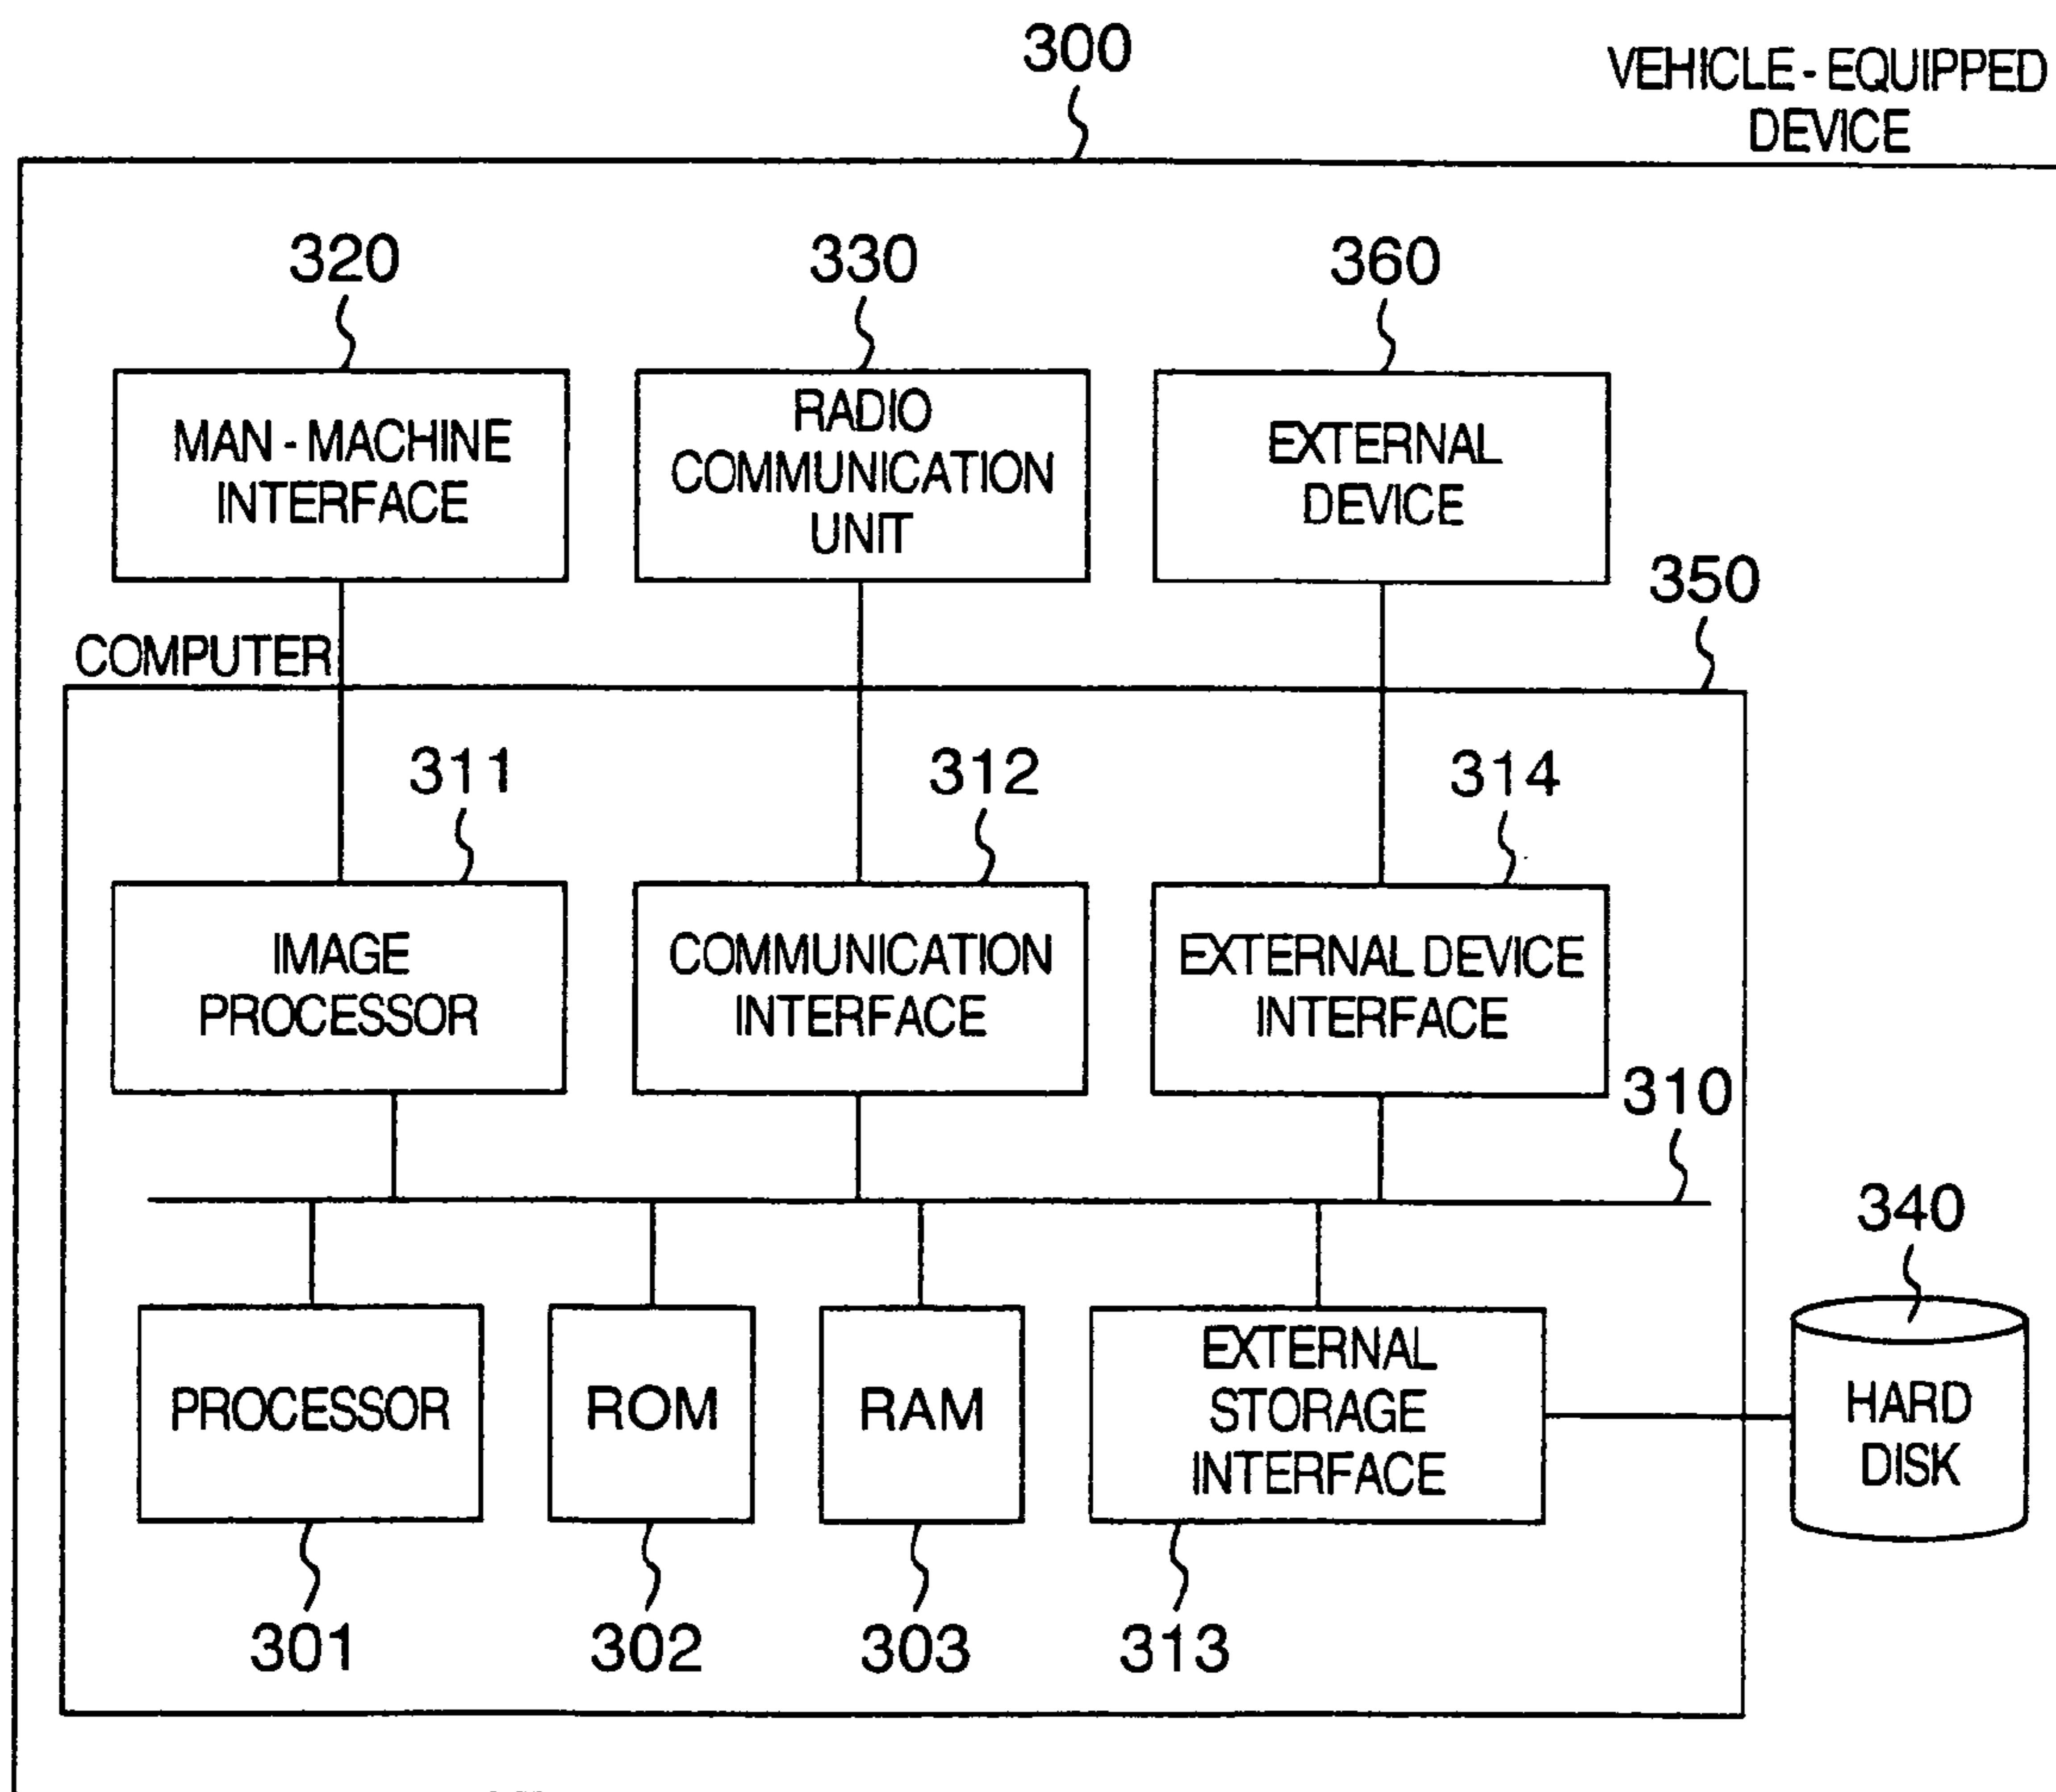 300
VEHICLE - EQUIPPED
DEVICE
320
330
360
MAN - MACHINE
INTERFACE
RADIO
COMMUNICATION
UNIT
EXTERNAL
DEVICE
350
COMPUTER
311
312
314
IMAGE
PROCESSOR
COMMUNICATION
INTERFACE
EXTERNAL DEVICE
INTERFACE
310
340
PROCESSOR
ROM
RAM
EXTERNAL
STORAGE
INTERFACE
HARD
DISK
301
302
303
313